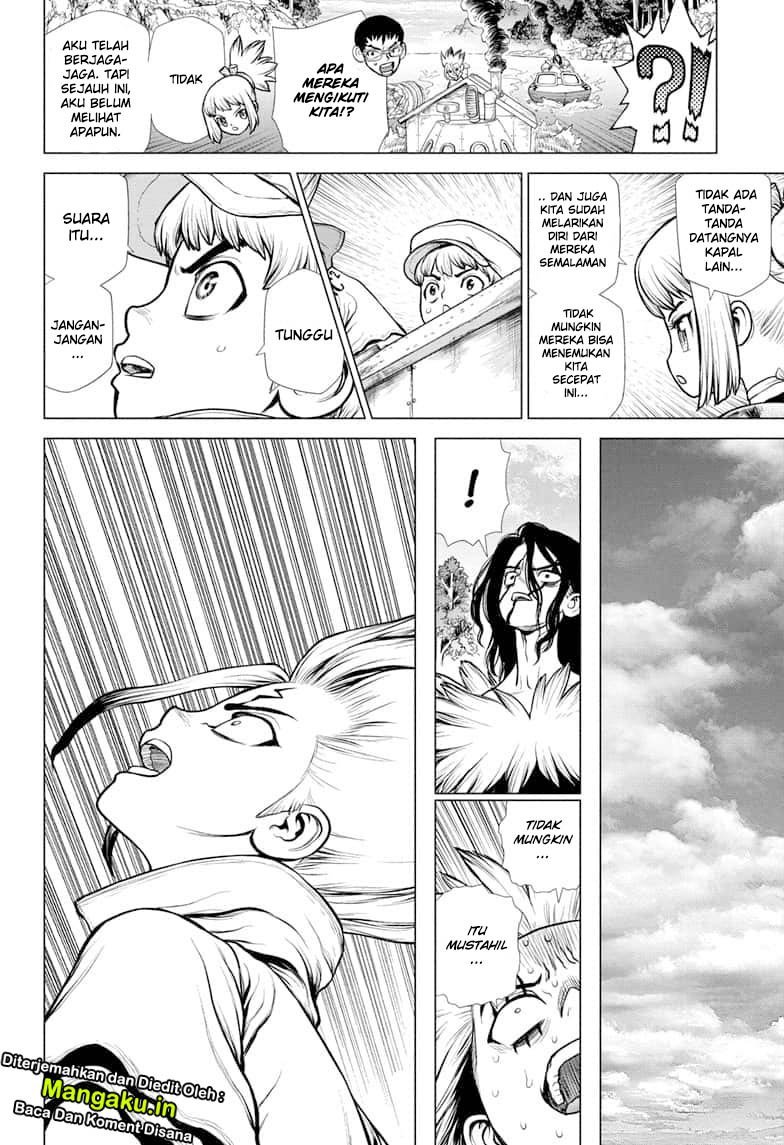 ?!
APA
MEREKA
MENGIKUTI
KITA!?
TIDAK
AKU TELAH
BERJAGA-
JAGA. TAPI
SEJAUH INI,
AKU BELUM
MELIHAT
APAPUN.
TIDAK ADA
TANDA-
TANDA
DATANGNYA
KAPAL
LAIN...
.. DAN JUGA
KITA SUDAH
MELARIKAN
DIRI DARI
MEREKA
SEMALAMAN
TIDAK
MUNGKIN
MEREKA BISA
MENEMUKAN
KITA
SECEPAT
INI ...
TUNGGU
SUARA
ITU...
JANGAN-
JANGAN
...
!
TIDAK
MUNGKIN
...
ITU
MUSTAHIL
...
Diterjemahkan dan Diedit Oleh :
Mangaku.in
Baca Dan Koment Disana